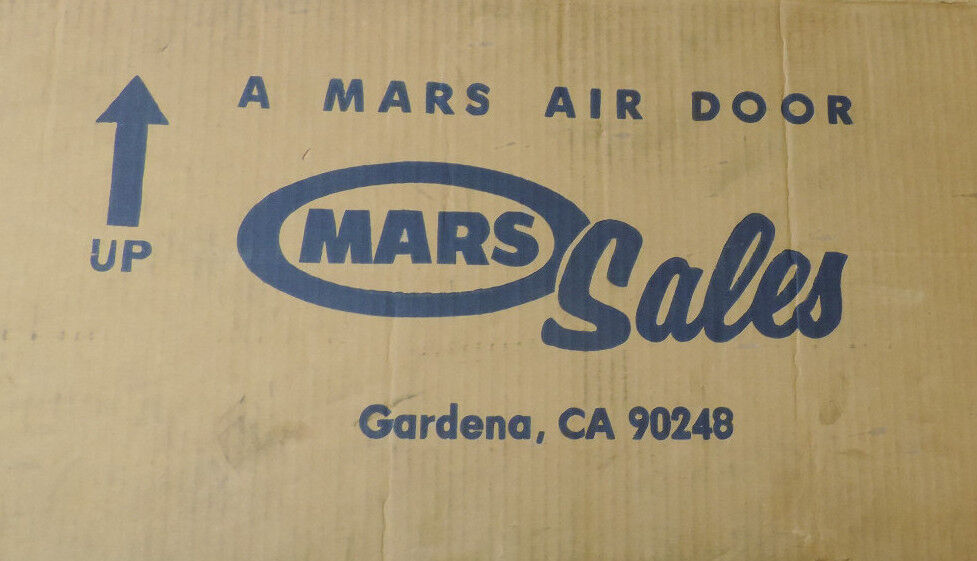 A MARS AIR DOOR
UP
MARS Sales
Gardena, CA 90248